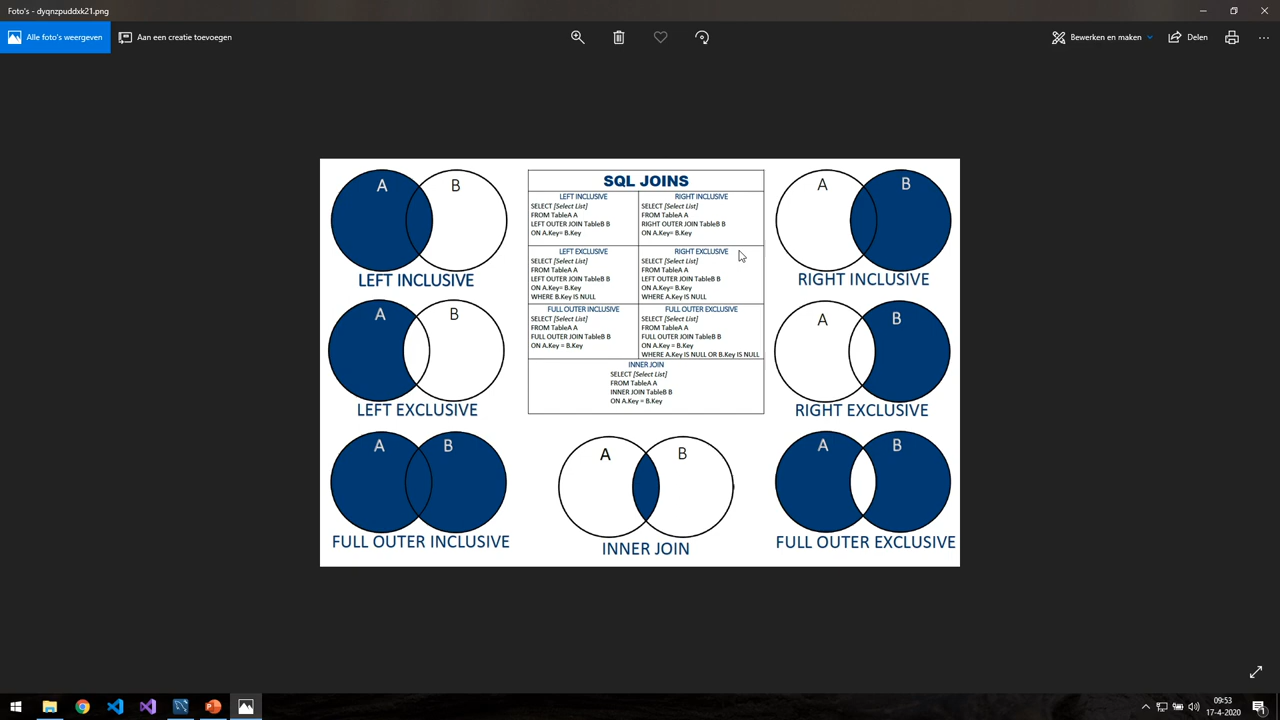 Foto's - dyqnzpuddxk21.png
Alle foto's weergeven
Aan een creatie toevoegen
Bewerken en maken
Delen
A B
LEFT INCLUSIVE
A B
LEFT EXCLUSIVE
A B
FULL OUTER INCLUSIVE
SQL JOINS
LEFT INCLUSIVE
SELECT [Select List]
FROM TableA A
LEFT OUTER JOIN TableB B
ON A.Key= B.Key
RIGHT INCLUSIVE
SELECT [Select List]
FROM TableA A
RIGHT OUTER JOIN TableB B
ON A.Key= B.Key
LEFT EXCLUSIVE
SELECT [Select List]
FROM TableA A
LEFT OUTER JOIN TableB B
ON A.Key= B.Key
WHERE B.Key IS NULL
RIGHT EXCLUSIVE
SELECT [Select List]
FROM TableA A
LEFT OUTER JOIN TableB B
ON A.Key= B.Key
WHERE A.Key IS NULL
FULL OUTER INCLUSIVE
SELECT [Select List]
FROM TableA A
FULL OUTER JOIN TableB B
ON A.Key = B.Key
FULL OUTER EXCLUSIVE
SELECT [Select List]
FROM TableA A
FULL OUTER JOIN TableB B
ON A.Key = B.Key
WHERE A.Key IS NULL OR B.Key IS NULL
INNER JOIN
SELECT [Select List]
FROM TableA A
INNER JOIN TableB B
ON A.Key = B.Key
A B
INNER JOIN
A B
RIGHT INCLUSIVE
A B
RIGHT EXCLUSIVE
A B
FULL OUTER EXCLUSIVE
09:53
17-4-2020